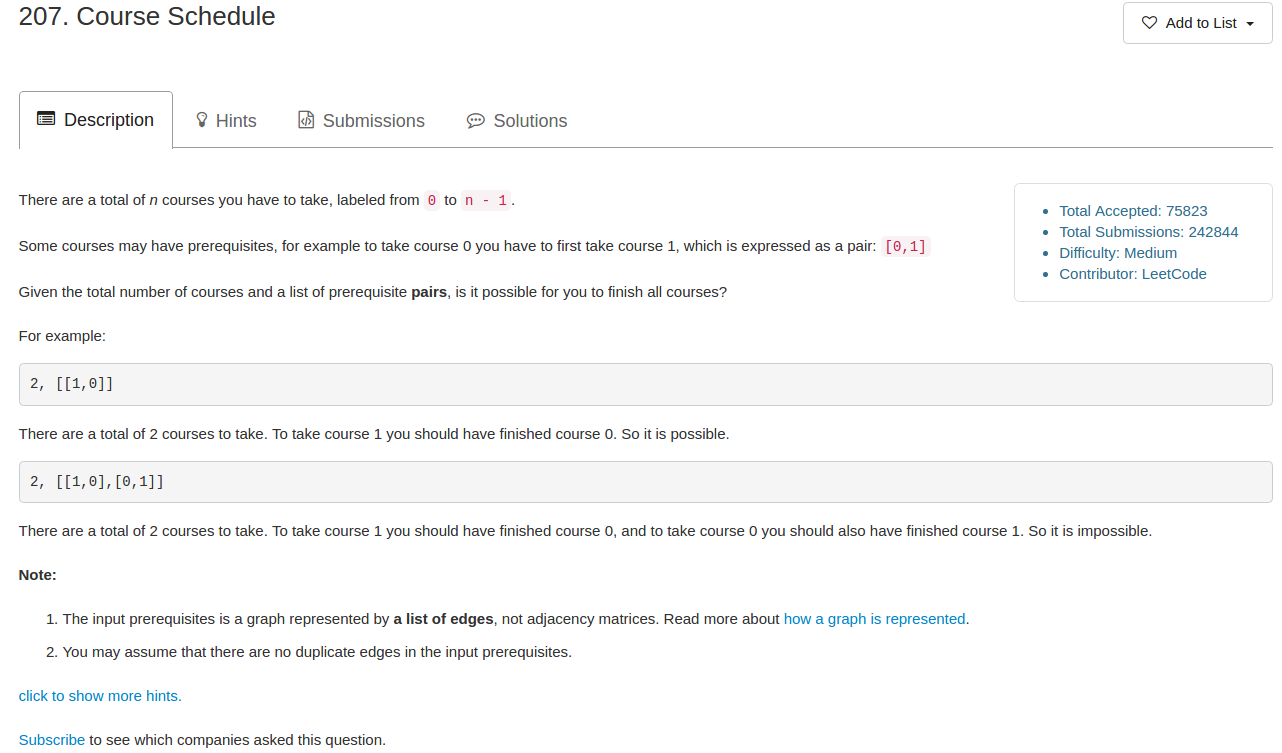 207. Course Schedule
Add to List
Description
Hints
Submissions
Solutions
There are a total of n courses you have to take, labeled from 0 to n - 1.
Total Accepted: 75823
Total Submissions: 242844
Difficulty: Medium
Contributor: LeetCode
Some courses may have prerequisites, for example to take course 0 you have to first take course 1, which is expressed as a pair: [0,1]
Given the total number of courses and a list of prerequisite pairs, is it possible for you to finish all courses?
For example:
2, [[1,0]]
There are a total of 2 courses to take. To take course 1 you should have finished course 0. So it is possible.
2, [[1,0],[0,1]]
There are a total of 2 courses to take. To take course 1 you should have finished course 0, and to take course 0 you should also have finished course 1. So it is impossible.
Note:
1. The input prerequisites is a graph represented by a list of edges, not adjacency matrices. Read more about how a graph is represented.
2. You may assume that there are no duplicate edges in the input prerequisites.
click to show more hints.
Subscribe to see which companies asked this question.